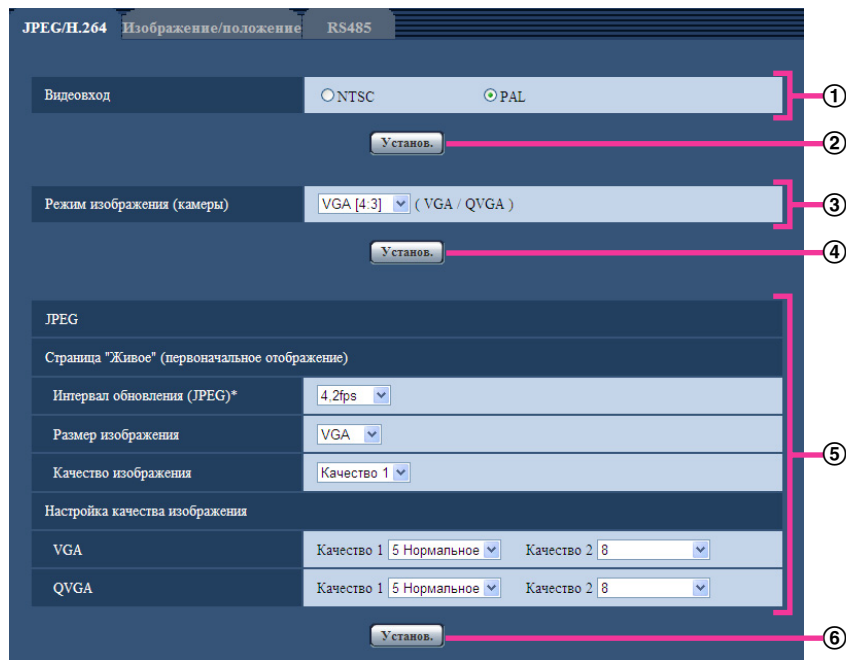 JPEG/H.264 Изображение/положение RS485
Видеовход NTSC PAL ①
Установ. ②
Режим изображения (камеры) VGA [4:3] ( VGA / QVGA ) ③
Установ. ④
JPEG
Страница "Живое" (первоначальное отображение)
Интервал обновления (JPEG)* 4,2fps
Размер изображения VGA
Качество изображения Качество 1 ⑤
Настройка качества изображения
VGA Качество 1 5 Нормальное Качество 2 8
QVGA Качество 1 5 Нормальное Качество 2 8
Установ. ⑥